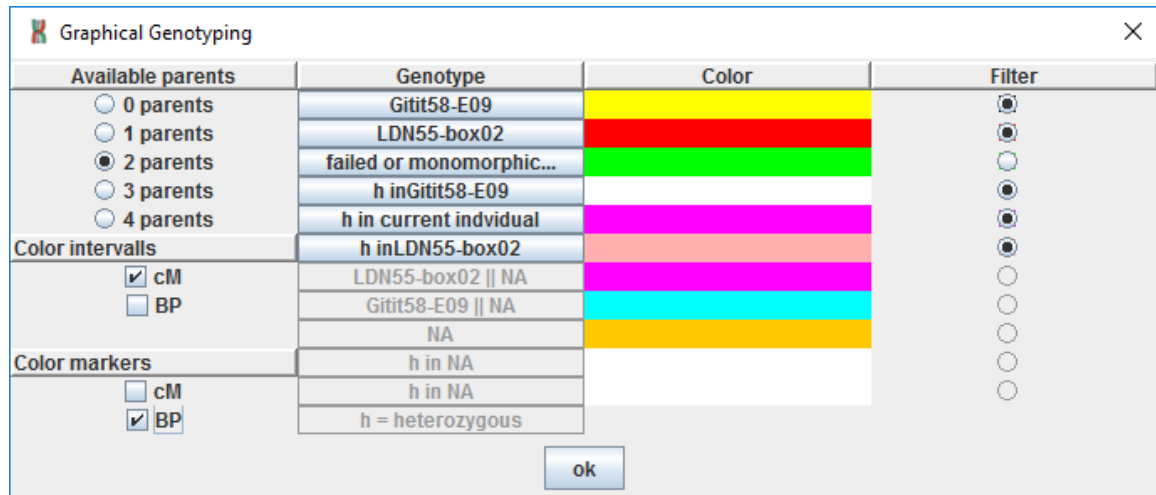 Graphical Genotyping
Available parents Genotype Color Filter
0 parents Gitit58-E09
1 parents LDN55-box02
2 parents failed or monomorphic...
3 parents h inGitit58-E09
4 parents h in current indvidual
Color intervalls h inLDN55-box02
cM LDN55-box02 || NA
BP Gitit58-E09 || NA
NA
Color markers h in NA
cM h in NA
BP h = heterozygous
ok